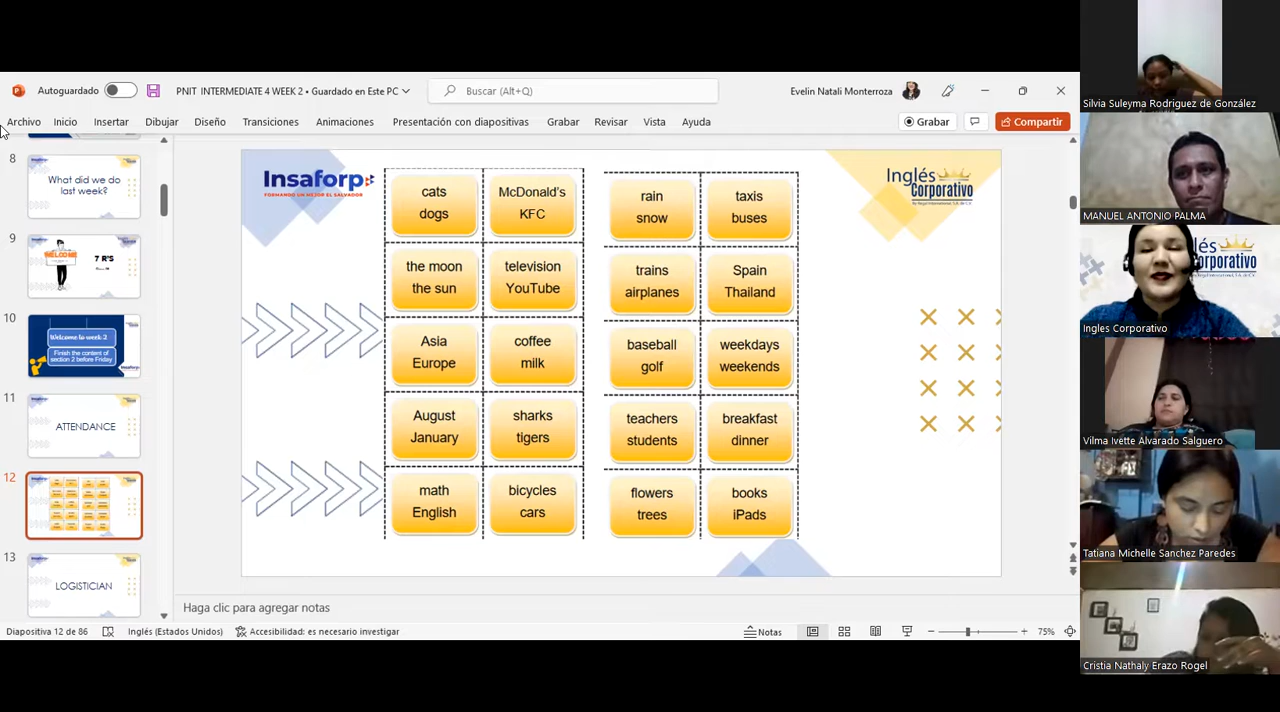 Autoguardado
PNIT INTERMEDIATE 4 WEEK 2 • Guardado en Este PC
Buscar (Alt+Q)
Evelin Natali Monterroza
Archivo Inicio Insertar Dibujar Diseño Transiciones Animaciones Presentación con diapositivas Grabar Revisar Vista Ayuda
Grabar
Compartir
8
What did we do
last week?
9
WELCOME
7 R'S
10
Welcome to week 2
Finish the content of
section 2 before Friday
11
ATTENDANCE
12
13
LOGISTICIAN
Insaforp
FORMANDO UN MEJOR EL SALVADOR
Inglés
Corporativo
cats
dogs
McDonald's
KFC
rain
snow
taxis
buses
the moon
the sun
television
YouTube
trains
airplanes
Spain
Thailand
Asia
Europe
coffee
milk
baseball
golf
weekdays
weekends
August
January
sharks
tigers
teachers
students
breakfast
dinner
math
English
bicycles
cars
flowers
trees
books
iPads
Haga clic para agregar notas
Diapositiva 12 de 86
Inglés (Estados Unidos)
Accesibilidad: es necesario investigar
Notas
75%
Silvia Suleyma Rodriguez de González
MANUEL ANTONIO PALMA
Ingles Corporativo
Vilma Ivette Alvarado Salguero
Tatiana Michelle Sanchez Paredes
Cristia Nathaly Erazo Rogel